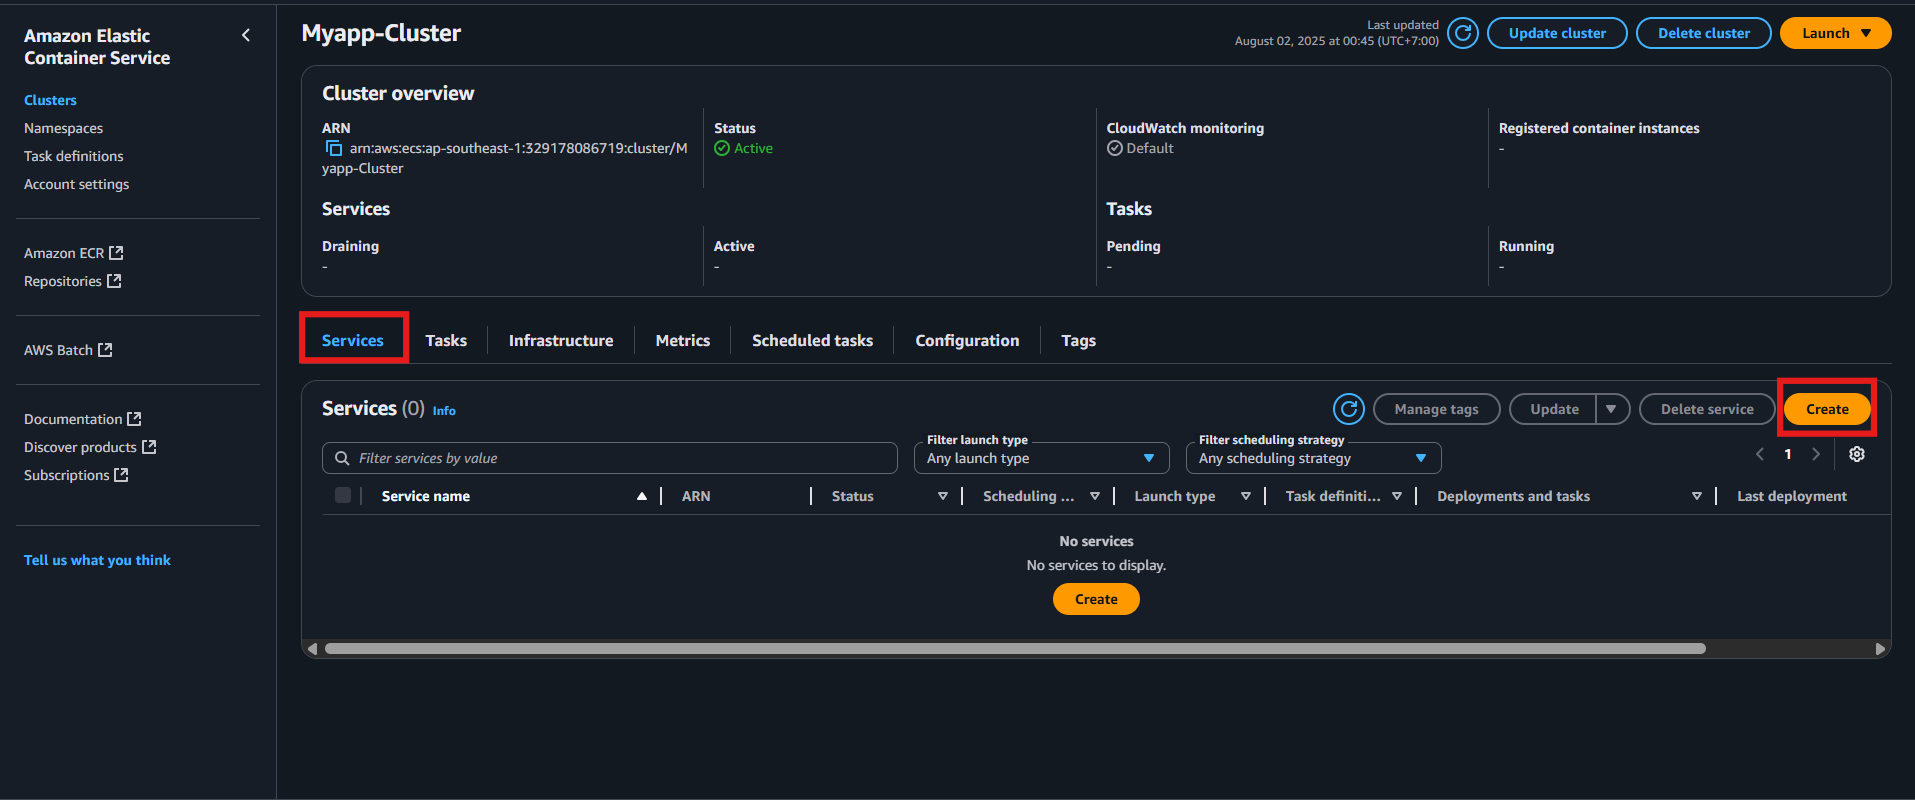 Amazon Elastic
Container Service
Clusters
Namespaces
Task definitions
Account settings
Amazon ECR
Repositories
AWS Batch
Documentation
Discover products
Subscriptions
Tell us what you think
Myapp-Cluster
Last updated
August 02, 2025 at 00:45 (UTC+7:00)
Update cluster
Delete cluster
Launch
Cluster overview
ARN
arn:aws:ecs:ap-southeast-1:329178086719:cluster/M
yapp-Cluster
Status
Active
CloudWatch monitoring
Default
Registered container instances
-
Services
Tasks
Draining
-
Active
-
Pending
-
Running
-
Services
Tasks
Infrastructure
Metrics
Scheduled tasks
Configuration
Tags
Services (0) Info
Manage tags
Update
Delete service
Create
Filter services by value
Filter launch type
Any launch type
Filter scheduling strategy
Any scheduling strategy
1
Service name
ARN
Status
Scheduling ...
Launch type
Task definiti...
Deployments and tasks
Last deployment
No services
No services to display.
Create